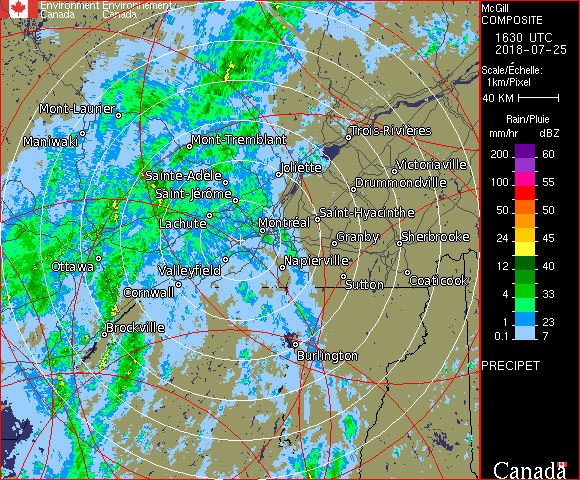 Environment Environnement
Canada Canada
McGill
COMPOSITE
1630 UTC
2018-07-25
Scale/Échelle:
1km/Pixel
40 KM
Rain/Pluie
mm/hr dBZ
200 60
100 55
50 50
24 45
12 40
4 33
1 23
0.1 7
PRECIPET
Canada
Mont-Laurier
Maniwaki
Mont-Tremblant
Trois-Rivières
Sainte-Adèle
Joliette
Victoriaville
Saint-Jérôme
Drummondville
Lachute
Montréal
Saint-Hyacinthe
Granby
Sherbrooke
Ottawa
Valleyfield
Napierville
Cornwall
Sutton
Coaticook
Brockville
Burlington